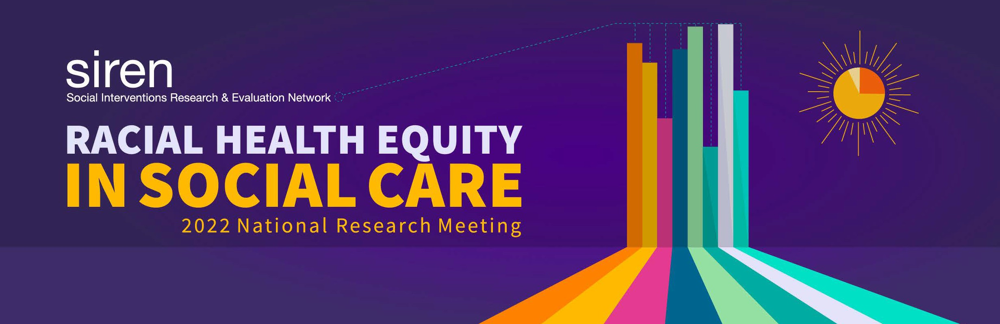 siren
Social Interventions Research & Evaluation Network
RACIAL HEALTH EQUITY
IN SOCIAL CARE
2022 National Research Meeting